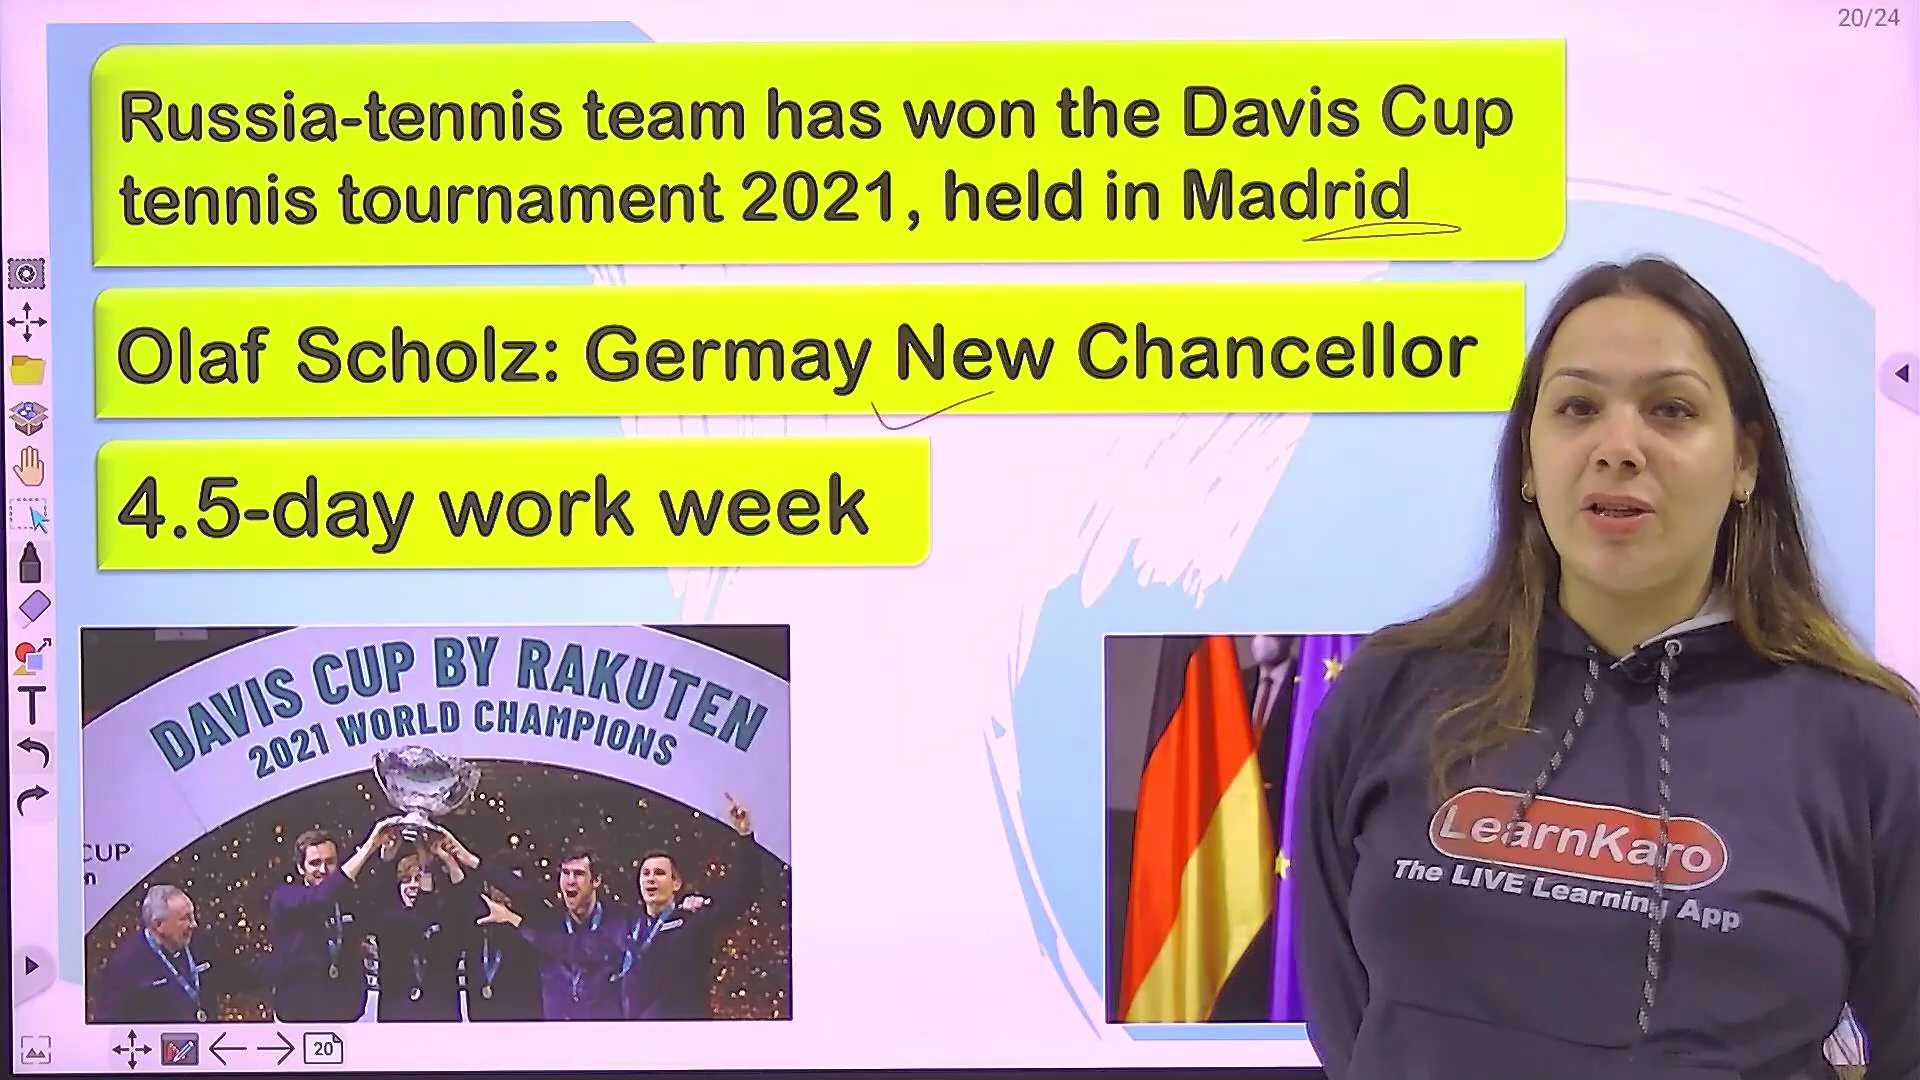 20/24
Russia-tennis team has won the Davis Cup
tennis tournament 2021, held in Madrid
Olaf Scholz: Germay New Chancellor
4.5-day work week
DAVIS CUP BY RAKUTEN
2021 WORLD CHAMPIONS
CUP
n
LearnKaro
The LIVE Learning App
T
20